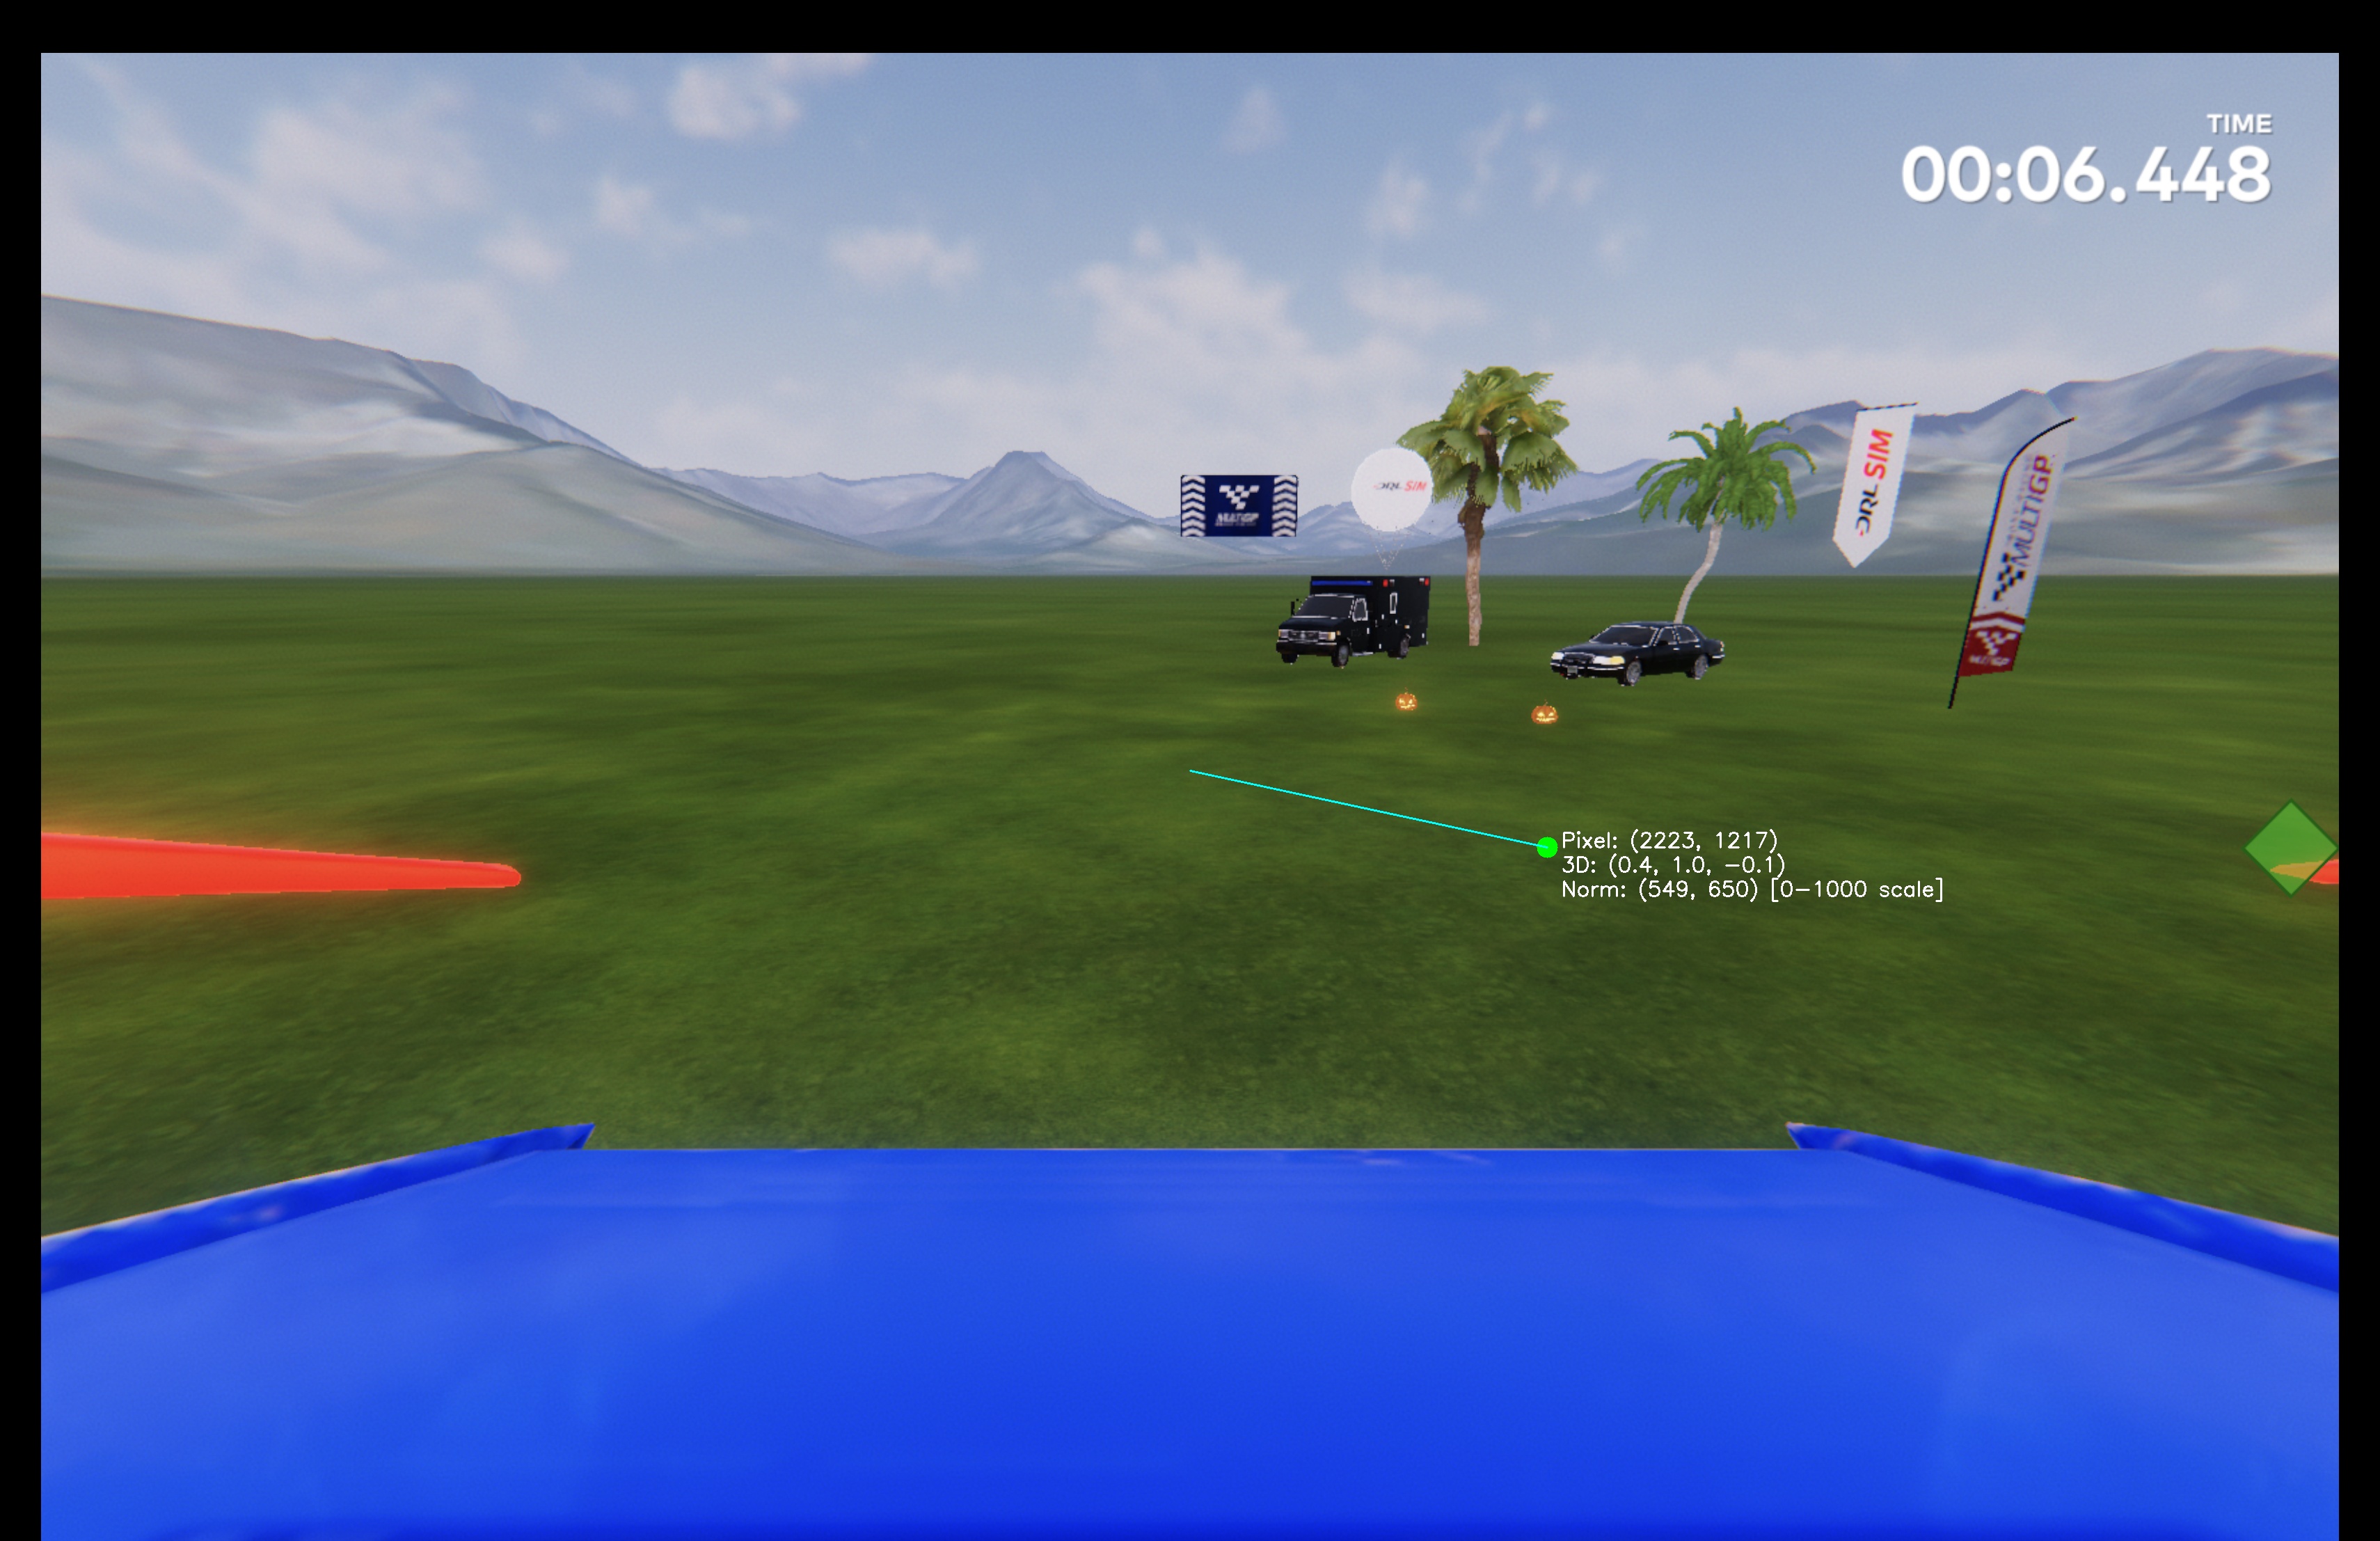 TIME
00:06.448
MULTIGP
DRL SIM
DRL SIM
MULTIGP
Pixel: (2223, 1217)
3D: (0.4, 1.0, -0.1)
Norm: (549, 650) [0-1000 scale]